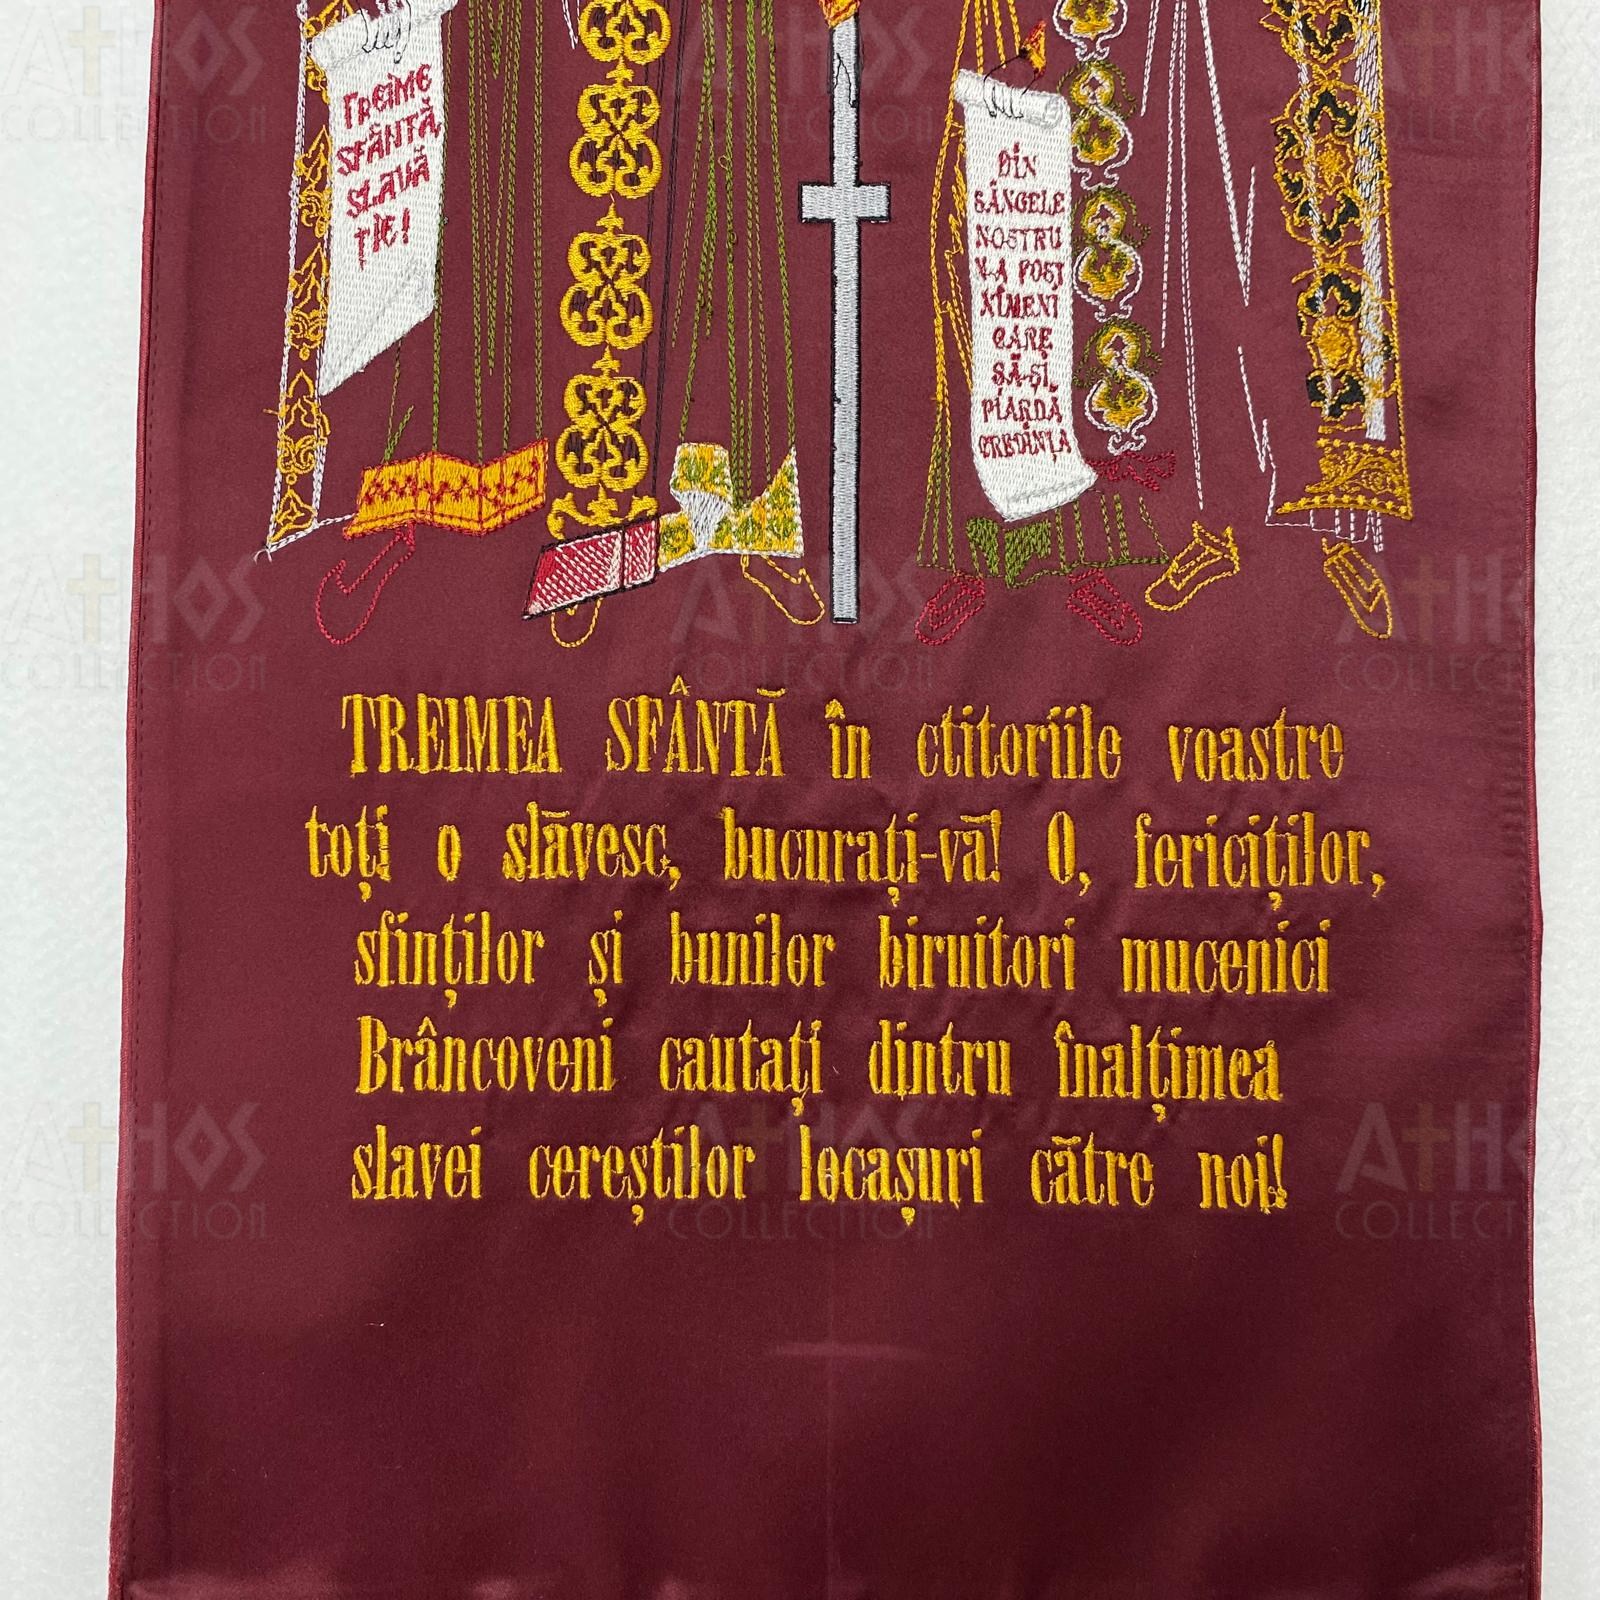 TREIME
SFÂNTĂ
SLAVĂ
ȚIE!
DIN
SÂNGELE
NOSTRU
N-A FOST
NIMENI
CARE
SĂ-ȘI
PIARDĂ
CREDINȚA
TREIMEA SFÂNTĂ în ctitoriile voastre
toți o slăvesc, bucurați-vă! O, fericiților,
sfinților și bunilor biruitori mucenici
Brâncoveni cautați dintru înalțimea
slavei cereștilor locașuri către noi!
ATHOS
COLLECTION